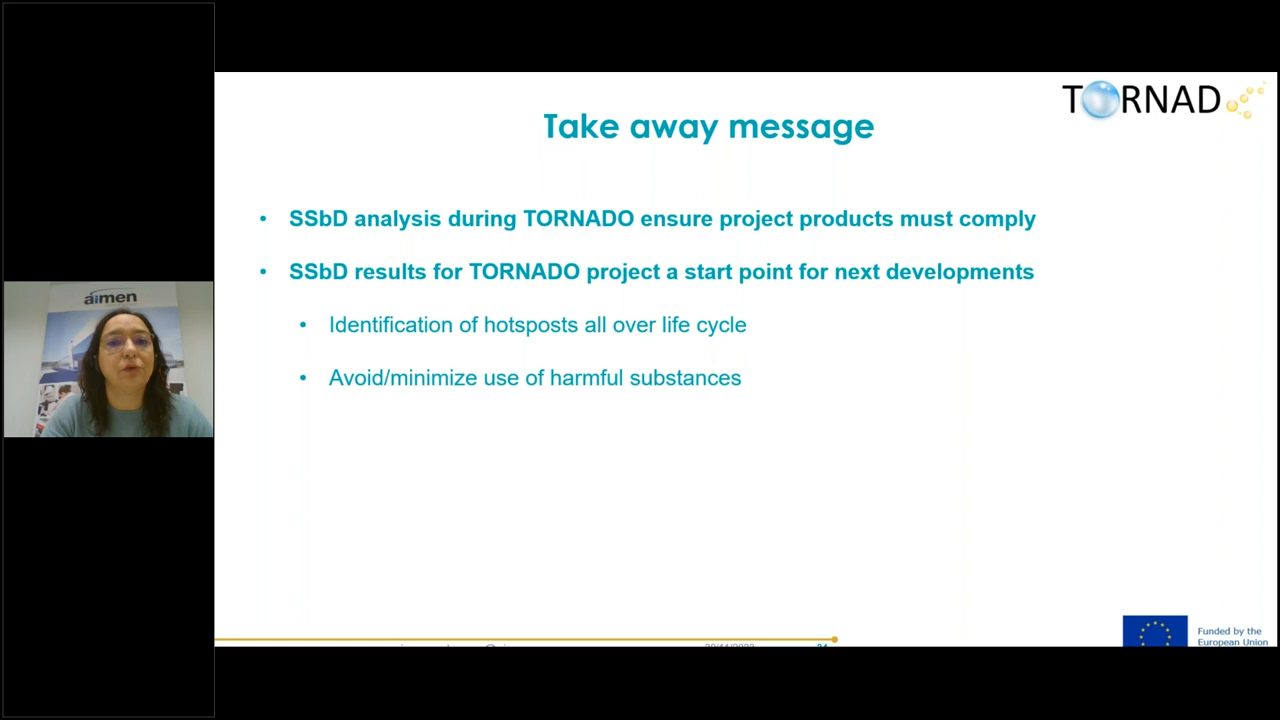 TORNADO
Take away message
• SSbD analysis during TORNADO ensure project products must comply
• SSbD results for TORNADO project a start point for next developments
• Identification of hotsposts all over life cycle
• Avoid/minimize use of harmful substances
aimen
Funded by the
European Union